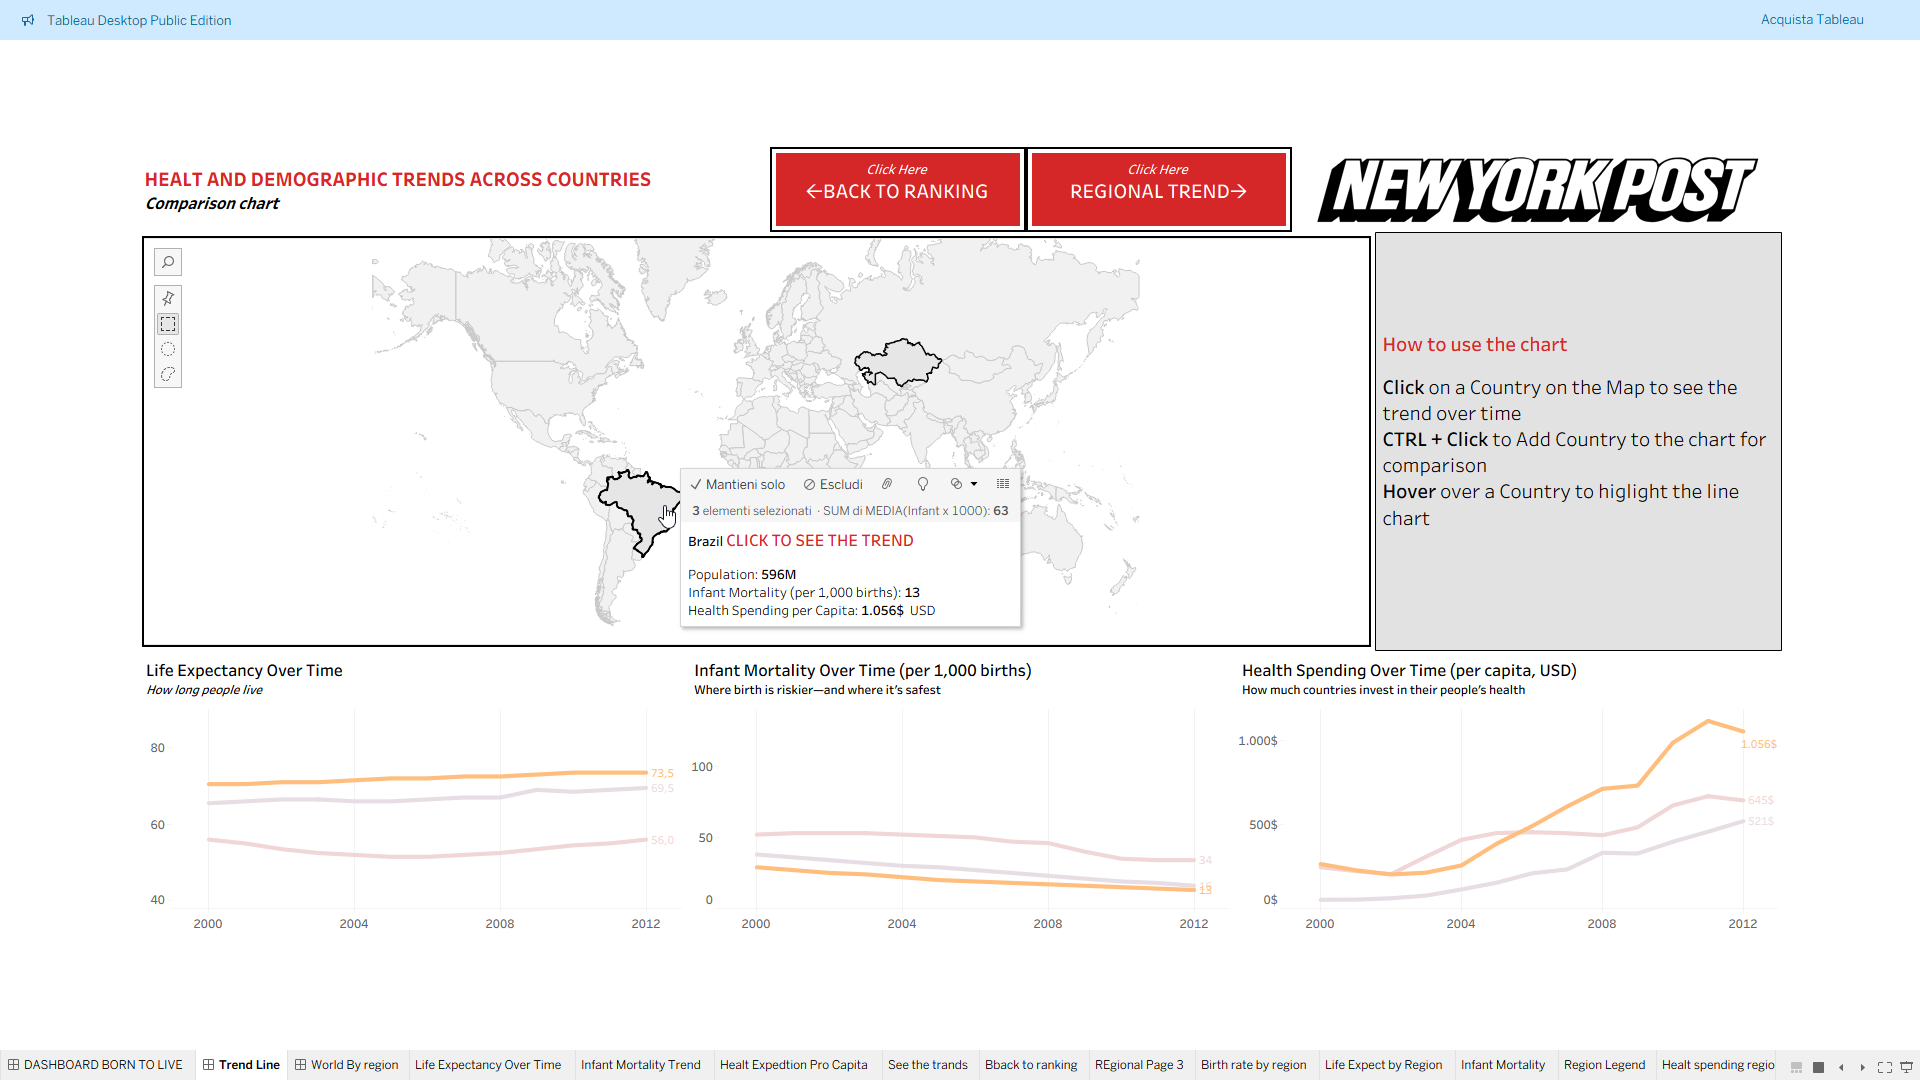 Tableau Desktop Public Edition
Acquista Tableau
HEALT AND DEMOGRAPHIC TRENDS ACROSS COUNTRIES
Comparison chart
Click Here
←BACK TO RANKING
Click Here
REGIONAL TREND→
NEW YORK POST
How to use the chart
Click on a Country on the Map to see the
trend over time
CTRL + Click to Add Country to the chart for
comparison
Hover over a Country to higlight the line
chart
Mantieni solo
Escludi
3 elementi selezionati · SUM di MEDIA(Infant x 1000): 63
Brazil CLICK TO SEE THE TREND
Population: 596M
Infant Mortality (per 1,000 births): 13
Health Spending per Capita: 1.056$ USD
Life Expectancy Over Time
How long people live
80
60
40
73,5
69,5
56,0
2000 2004 2008 2012
Infant Mortality Over Time (per 1,000 births)
Where birth is riskier—and where it's safest
100
50
0
34
13
2000 2004 2008 2012
Health Spending Over Time (per capita, USD)
How much countries invest in their people's health
1.000$
500$
0$
1.056$
645$
521$
2000 2004 2008 2012
DASHBOARD BORN TO LIVE
Trend Line
World By region
Life Expectancy Over Time
Infant Mortality Trend
Healt Expedtion Pro Capita
See the trands
Bback to ranking
REgional Page 3
Birth rate by region
Life Expect by Region
Infant Mortality
Region Legend
Healt spending regio